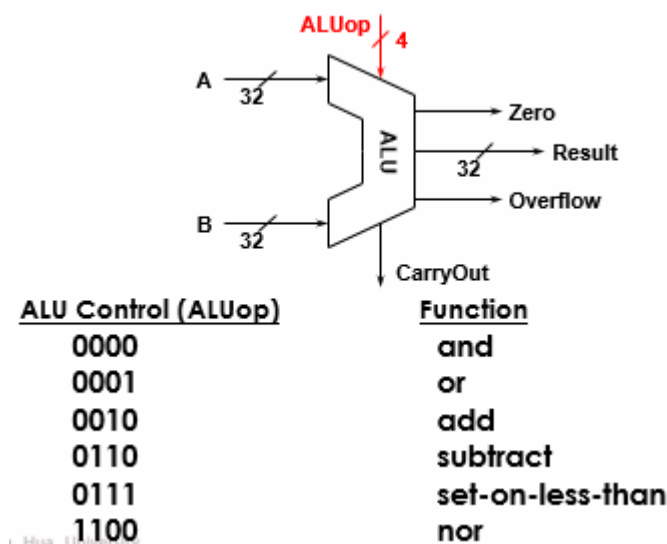 ALUop
4
A
32
Zero
ALU
Result
32
Overflow
B
32
CarryOut
ALU Control (ALUop) Function
0000 and
0001 or
0010 add
0110 subtract
0111 set-on-less-than
1100 nor
Hua